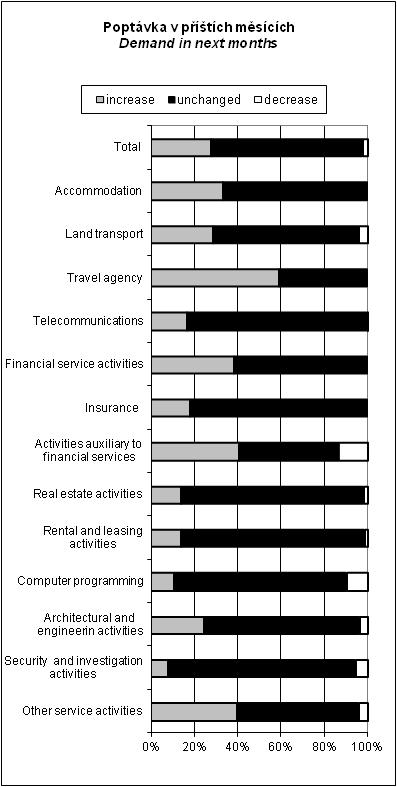 Poptávka v příštích měsících
Demand in next months
increase unchanged decrease
Total
Accommodation
Land transport
Travel agency
Telecommunications
Financial service activities
Insurance
Activities auxiliary to
financial services
Real estate activities
Rental and leasing
activities
Computer programming
Architectural and
engineerin activities
Security and investigation
activities
Other service activities
0% 20% 40% 60% 80% 100%